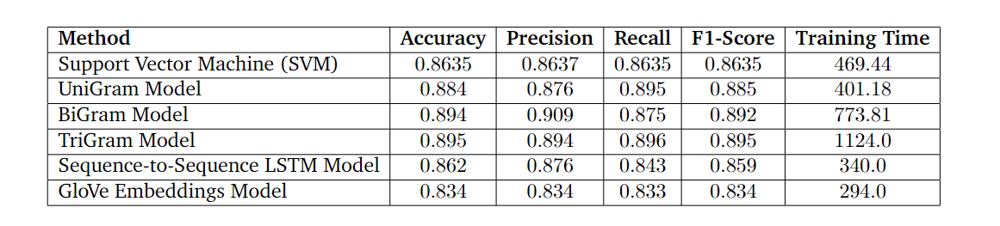 Method Accuracy Precision Recall F1-Score Training Time
Support Vector Machine (SVM) 0.8635 0.8637 0.8635 0.8635 469.44
UniGram Model 0.884 0.876 0.895 0.885 401.18
BiGram Model 0.894 0.909 0.875 0.892 773.81
TriGram Model 0.895 0.894 0.896 0.895 1124.0
Sequence-to-Sequence LSTM Model 0.862 0.876 0.843 0.859 340.0
GloVe Embeddings Model 0.834 0.834 0.833 0.834 294.0